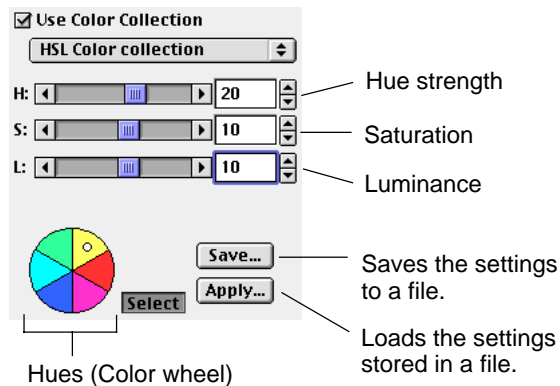 Use Color Collection
HSL Color collection
H: 20
Hue strength
S: 10
Saturation
L: 10
Luminance
Save...
Saves the settings
to a file.
Select
Apply...
Loads the settings
stored in a file.
Hues (Color wheel)